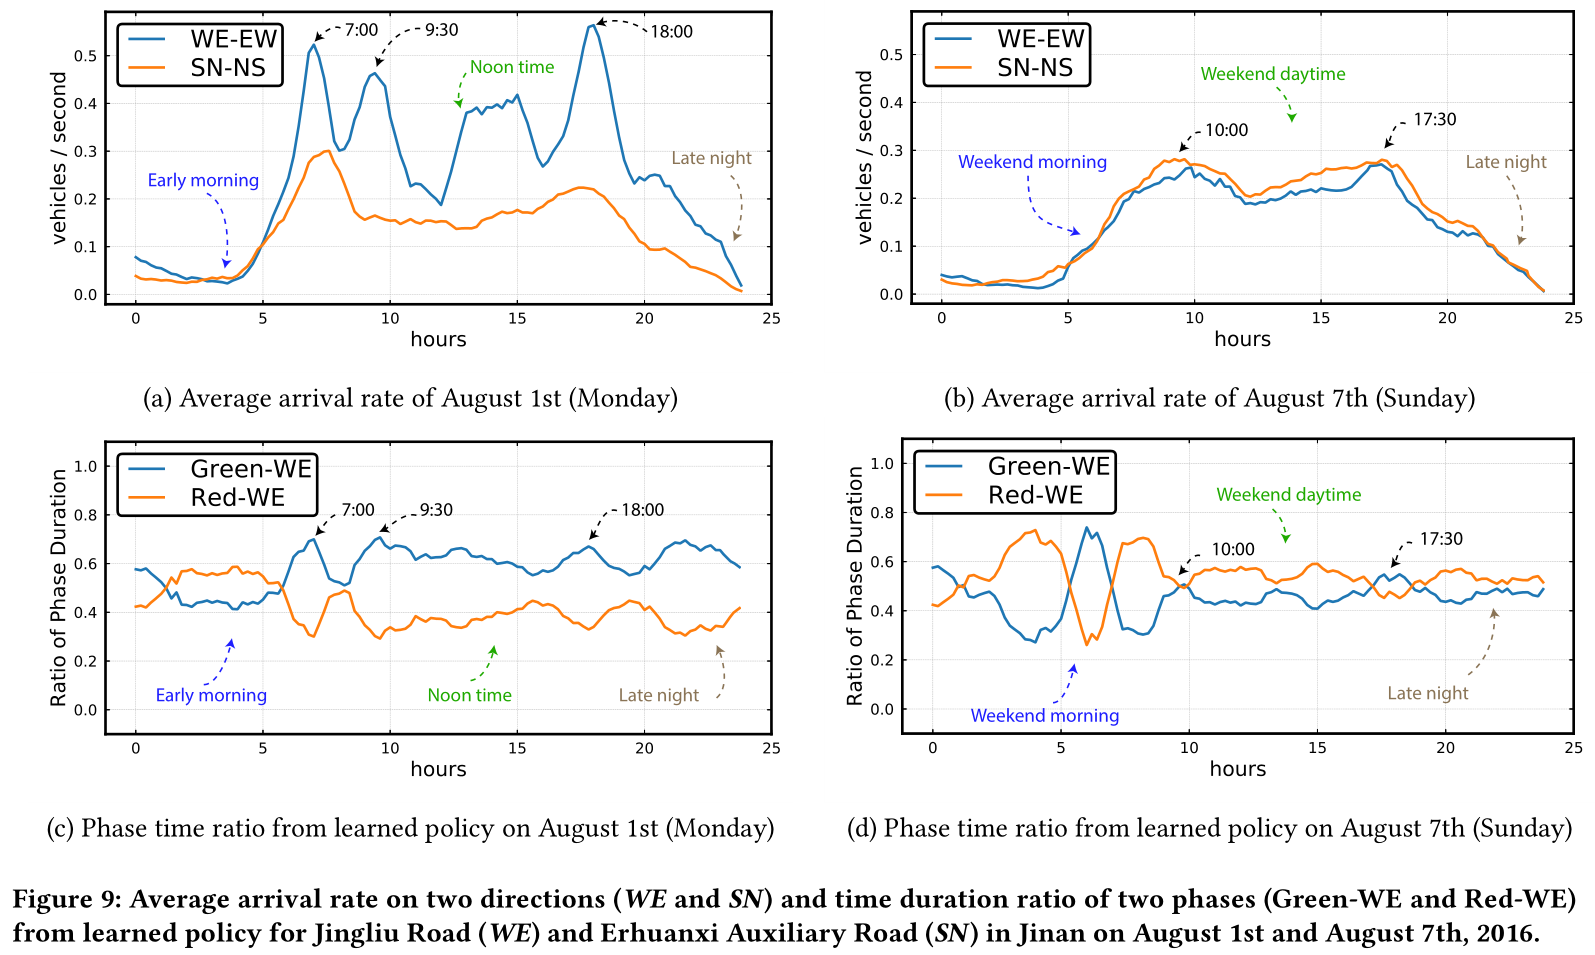 WE-EW
SN-NS
7:00
9:30
18:00
Noon time
Early morning
Late night
vehicles / second
0.5
0.4
0.3
0.2
0.1
0.0
0 5 10 15 20 25
hours
(a) Average arrival rate of August 1st (Monday)
WE-EW
SN-NS
Weekend daytime
10:00
17:30
Weekend morning
Late night
vehicles / second
0.5
0.4
0.3
0.2
0.1
0.0
0 5 10 15 20 25
hours
(b) Average arrival rate of August 7th (Sunday)
Green-WE
Red-WE
7:00
9:30
18:00
Early morning
Noon time
Late night
Ratio of Phase Duration
1.0
0.8
0.6
0.4
0.2
0.0
0 5 10 15 20 25
hours
(c) Phase time ratio from learned policy on August 1st (Monday)
Green-WE
Red-WE
Weekend daytime
10:00
17:30
Late night
Weekend morning
Ratio of Phase Duration
1.0
0.8
0.6
0.4
0.2
0.0
0 5 10 15 20 25
hours
(d) Phase time ratio from learned policy on August 7th (Sunday)
Figure 9: Average arrival rate on two directions (WE and SN) and time duration ratio of two phases (Green-WE and Red-WE)
from learned policy for Jingliu Road (WE) and Erhuanxi Auxiliary Road (SN) in Jinan on August 1st and August 7th, 2016.